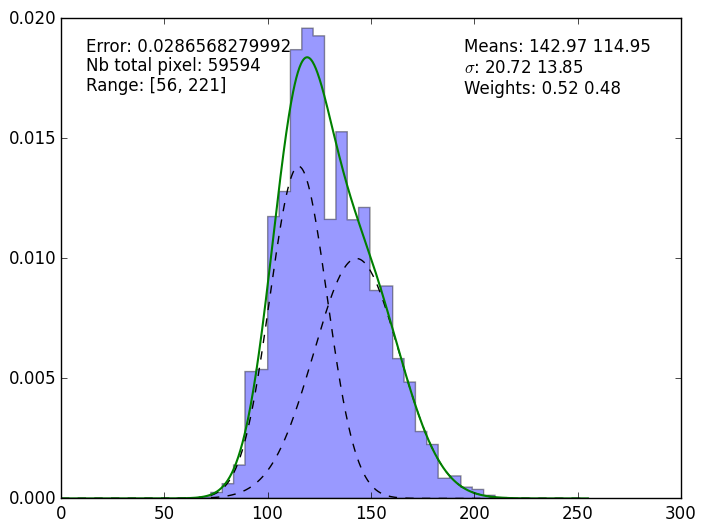 Error: 0.0286568279992
Nb total pixel: 59594
Range: [56, 221]
Means: 142.97 114.95
σ: 20.72 13.85
Weights: 0.52 0.48
0.020
0.015
0.010
0.005
0.000
0 50 100 150 200 250 300